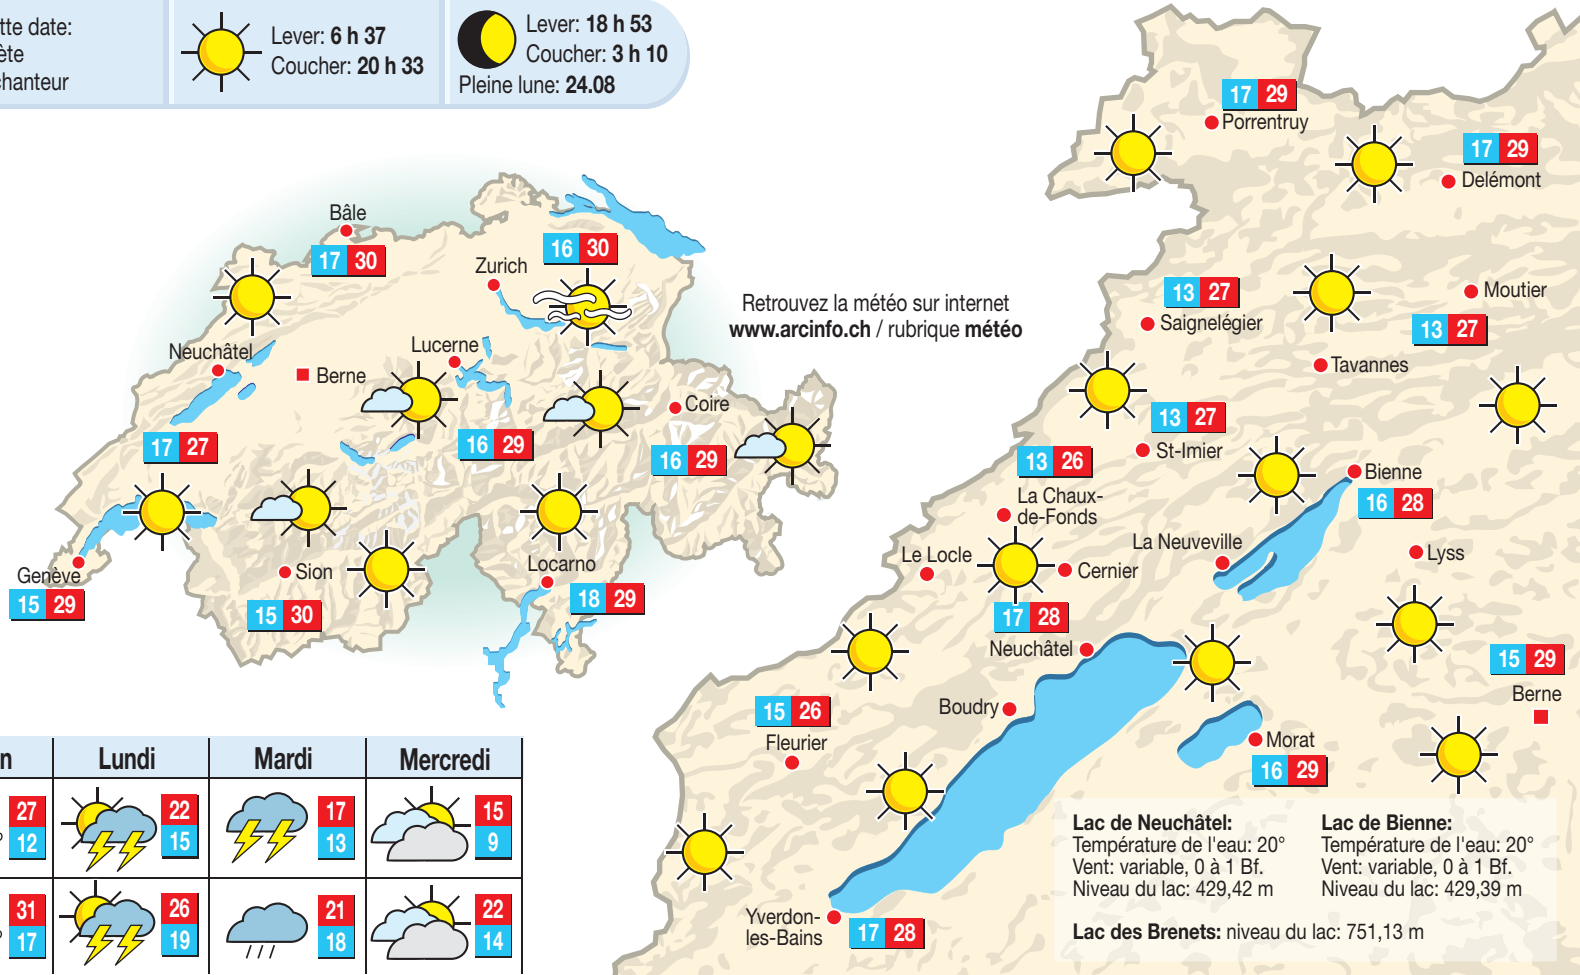 tte date:
ète
chanteur
Lever: 6 h 37
Coucher: 20 h 33
Lever: 18 h 53
Coucher: 3 h 10
Pleine lune: 24.08
Bâle
17 30
Zurich
16 30
Neuchâtel
17 27
Berne
Lucerne
16 29
Coire
16 29
Genève
15 29
Sion
15 30
Locarno
18 29
Retrouvez la météo sur internet
www.arcinfo.ch / rubrique météo
17 29
Porrentruy
17 29
Delémont
13 27
Saignelégier
Moutier
13 27
Tavannes
13 27
St-Imier
13 26
La Chaux-
de-Fonds
Bienne
16 28
Le Locle
Cernier
La Neuveville
Lyss
17 28
Neuchâtel
15 29
Berne
15 26
Fleurier
Boudry
Morat
16 29
Yverdon-
les-Bains
17 28
Lac de Neuchâtel:
Température de l'eau: 20°
Vent: variable, 0 à 1 Bf.
Niveau du lac: 429,42 m
Lac de Bienne:
Température de l'eau: 20°
Vent: variable, 0 à 1 Bf.
Niveau du lac: 429,39 m
Lac des Brenets: niveau du lac: 751,13 m
n Lundi Mardi Mercredi
27 22 17 15
° 12 15 13 9
31 26 21 22
° 17 19 18 14